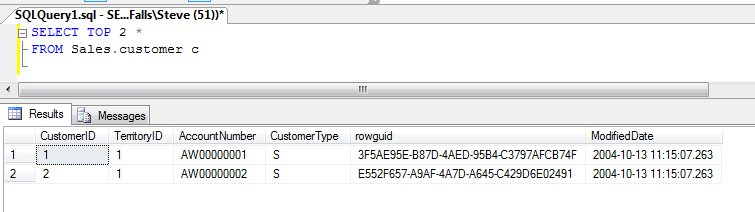 SQLQuery1.sql - SE...Falls\Steve (51))*
SELECT TOP 2 *
FROM Sales.customer c
Results Messages
CustomerID TerritoryID AccountNumber CustomerType rowguid ModifiedDate
1 1 1 AW00000001 S 3F5AE95E-B87D-4AED-95B4-C3797AFCB74F 2004-10-13 11:15:07.263
2 2 1 AW00000002 S E552F657-A9AF-4A7D-A645-C429D6E02491 2004-10-13 11:15:07.263